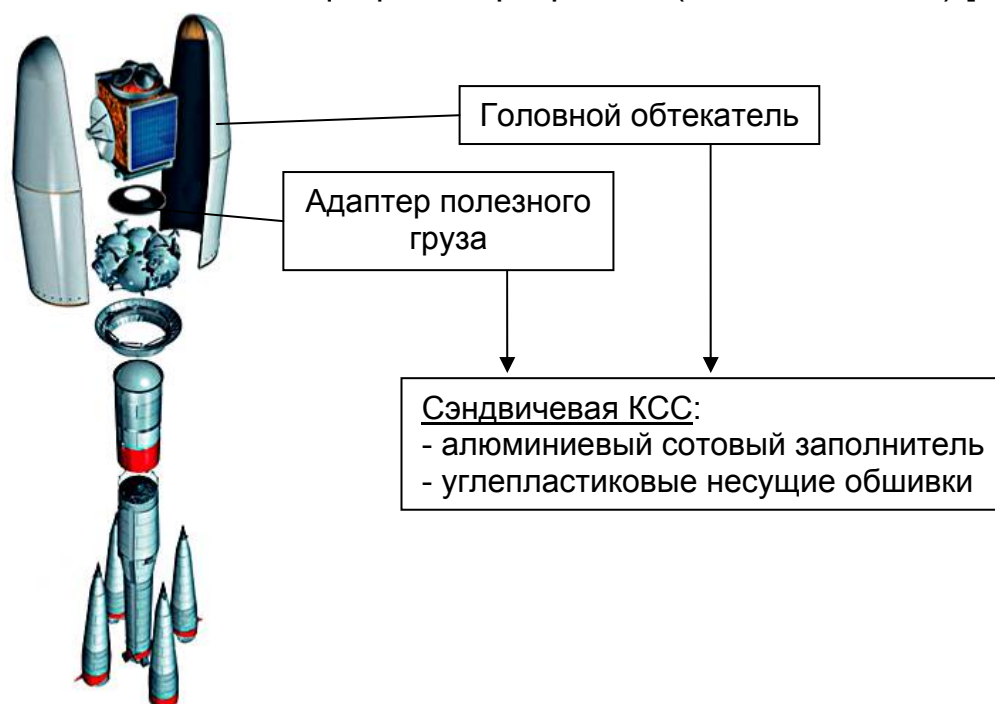 Головной обтекатель
Адаптер полезного
груза
Сэндвичевая КСС:
- алюминиевый сотовый заполнитель
- углепластиковые несущие обшивки